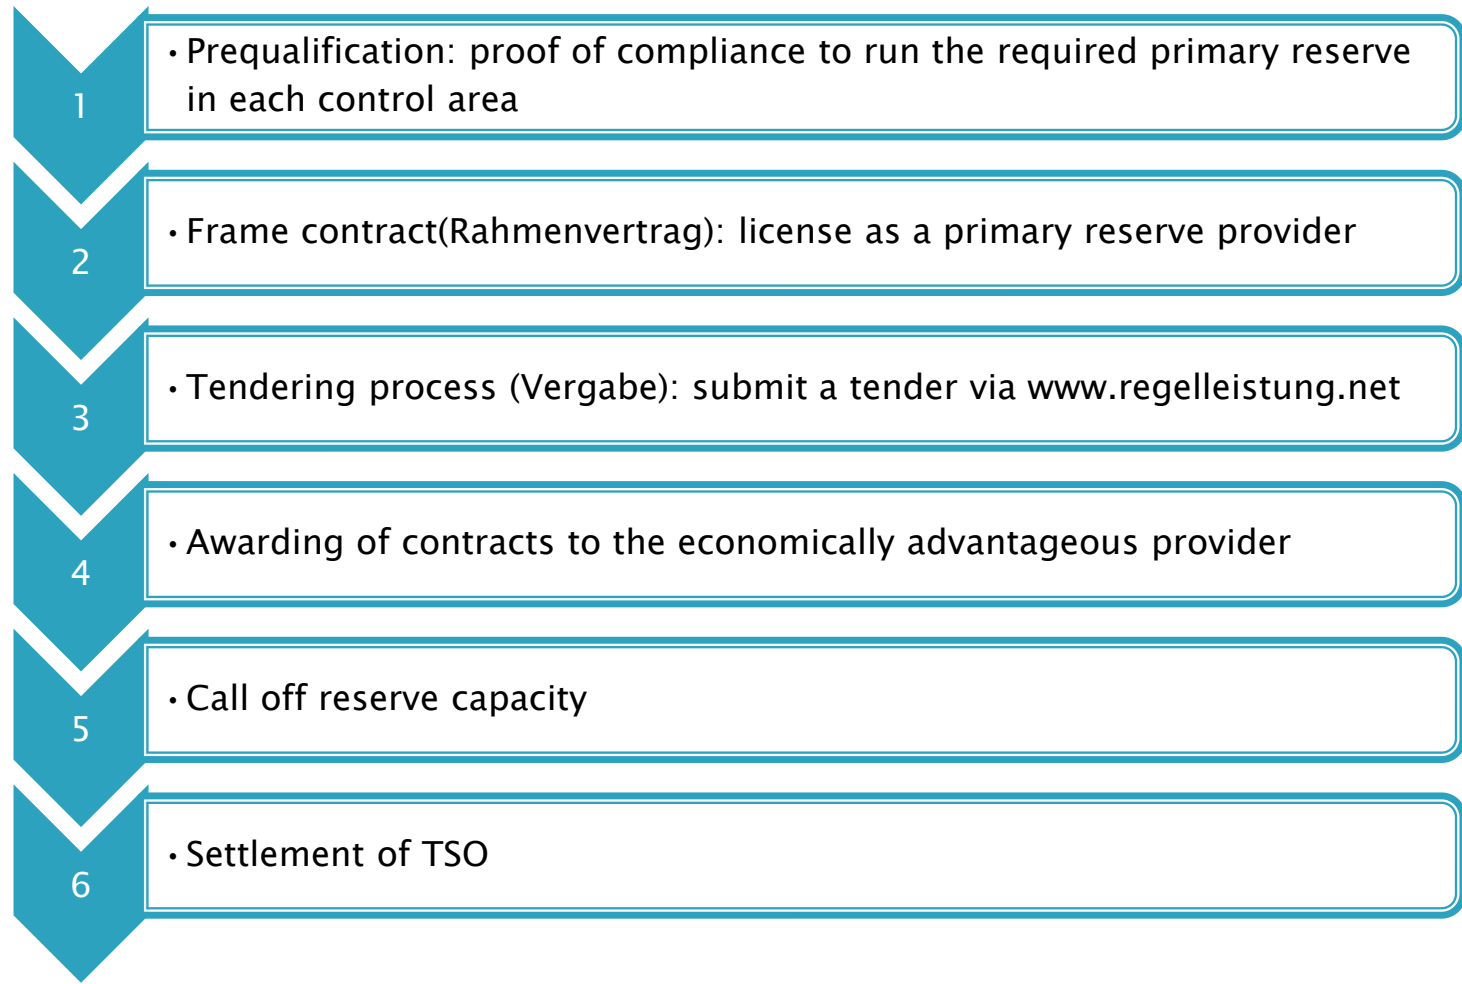 1
• Prequalification: proof of compliance to run the required primary reserve
in each control area
2
• Frame contract(Rahmenvertrag): license as a primary reserve provider
3
• Tendering process (Vergabe): submit a tender via www.regelleistung.net
4
• Awarding of contracts to the economically advantageous provider
5
• Call off reserve capacity
6
• Settlement of TSO